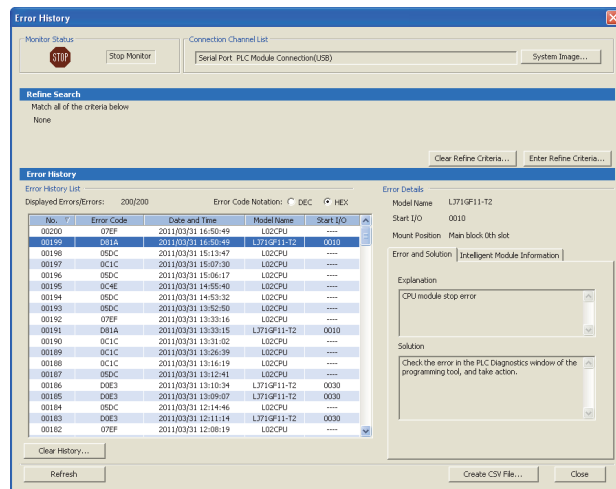 Error History
Monitor Status
STOP
Stop Monitor
Connection Channel List
Serial Port PLC Module Connection(USB)
System Image...
Refine Search
Match all of the criteria below
None
Clear Refine Criteria...
Enter Refine Criteria...
Error History
Error History List
Displayed Errors/Errors: 200/200
Error Code Notation: DEC HEX
No. Error Code Date and Time Model Name Start I/O
00200 07EF 2011/03/31 16:50:49 L02CPU ----
00199 D81A 2011/03/31 16:50:49 LJ71GF11-T2 0010
00198 05DC 2011/03/31 15:13:47 L02CPU ----
00197 0C1C 2011/03/31 15:07:30 L02CPU ----
00196 05DC 2011/03/31 15:06:17 L02CPU ----
00195 0C4E 2011/03/31 14:55:40 L02CPU ----
00194 05DC 2011/03/31 14:53:32 L02CPU ----
00193 05DC 2011/03/31 13:52:50 L02CPU ----
00192 07EF 2011/03/31 13:33:16 L02CPU ----
00191 D81A 2011/03/31 13:33:15 LJ71GF11-T2 0010
00190 0C1C 2011/03/31 13:31:02 L02CPU ----
00189 0C1C 2011/03/31 13:26:39 L02CPU ----
00188 0C1C 2011/03/31 13:16:19 L02CPU ----
00187 05DC 2011/03/31 13:12:41 L02CPU ----
00186 D0E3 2011/03/31 13:10:34 LJ71GF11-T2 0030
00185 D0E3 2011/03/31 13:09:07 LJ71GF11-T2 0030
00184 05DC 2011/03/31 12:14:46 L02CPU ----
00183 D0E3 2011/03/31 12:11:14 LJ71GF11-T2 0030
00182 07EF 2011/03/31 12:08:19 L02CPU ----
Error Details
Model Name LJ71GF11-T2
Start I/O 0010
Mount Position Main block 0th slot
Error and Solution
Intelligent Module Information
Explanation
CPU module stop error
Solution
Check the error in the PLC Diagnostics window of the
programming tool, and take action.
Clear History...
Refresh
Create CSV File...
Close